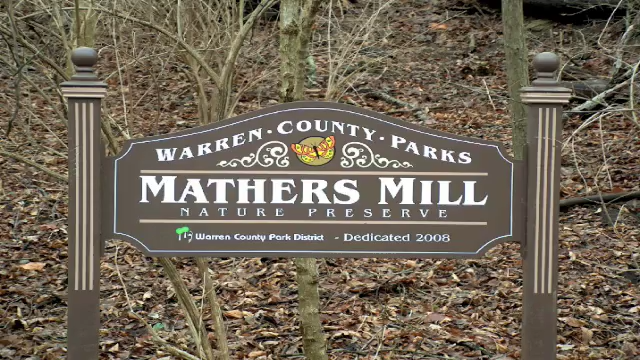 WARREN · COUNTY · PARKS
MATHERS MILL
NATURE PRESERVE
Warren County Park District - Dedicated 2008